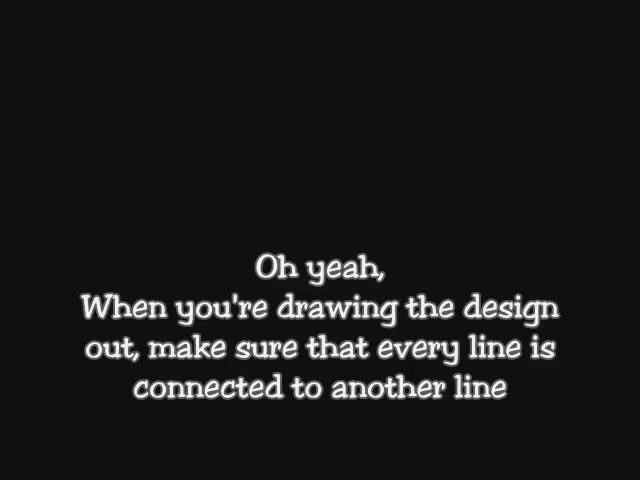 Oh yeah,
When you're drawing the design
out, make sure that every line is
connected to another line